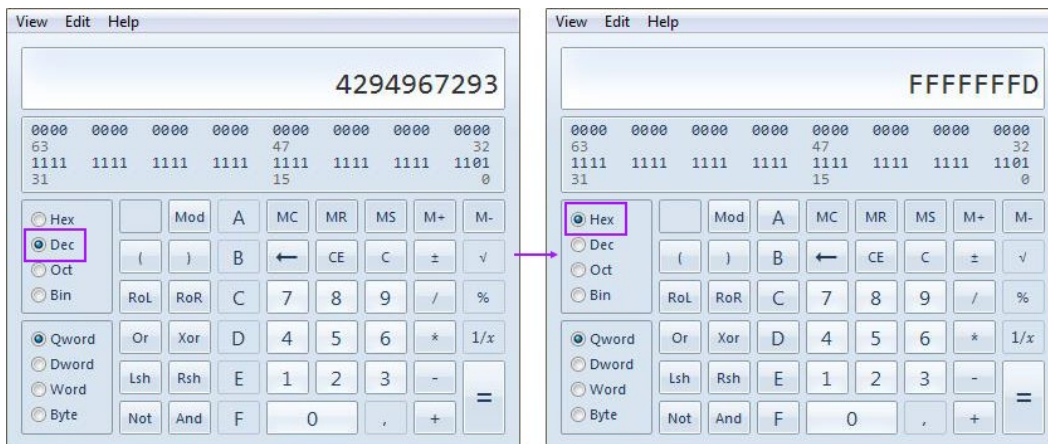 View Edit Help
4294967293
0000 0000 0000 0000 0000 0000 0000 0000
63 47 32
1111 1111 1111 1111 1111 1111 1111 1101
31 15 0
Hex Mod A MC MR MS M+ M-
Dec ( ) B ← CE C ± √
Oct
Bin RoL RoR C 7 8 9 / %
Qword Or Xor D 4 5 6 * 1/x
Dword
Word Lsh Rsh E 1 2 3 - =
Byte Not And F 0 , +
View Edit Help
FFFFFFFD
0000 0000 0000 0000 0000 0000 0000 0000
63 47 32
1111 1111 1111 1111 1111 1111 1111 1101
31 15 0
Hex Mod A MC MR MS M+ M-
Dec ( ) B ← CE C ± √
Oct
Bin RoL RoR C 7 8 9 / %
Qword Or Xor D 4 5 6 * 1/x
Dword
Word Lsh Rsh E 1 2 3 - =
Byte Not And F 0 , +